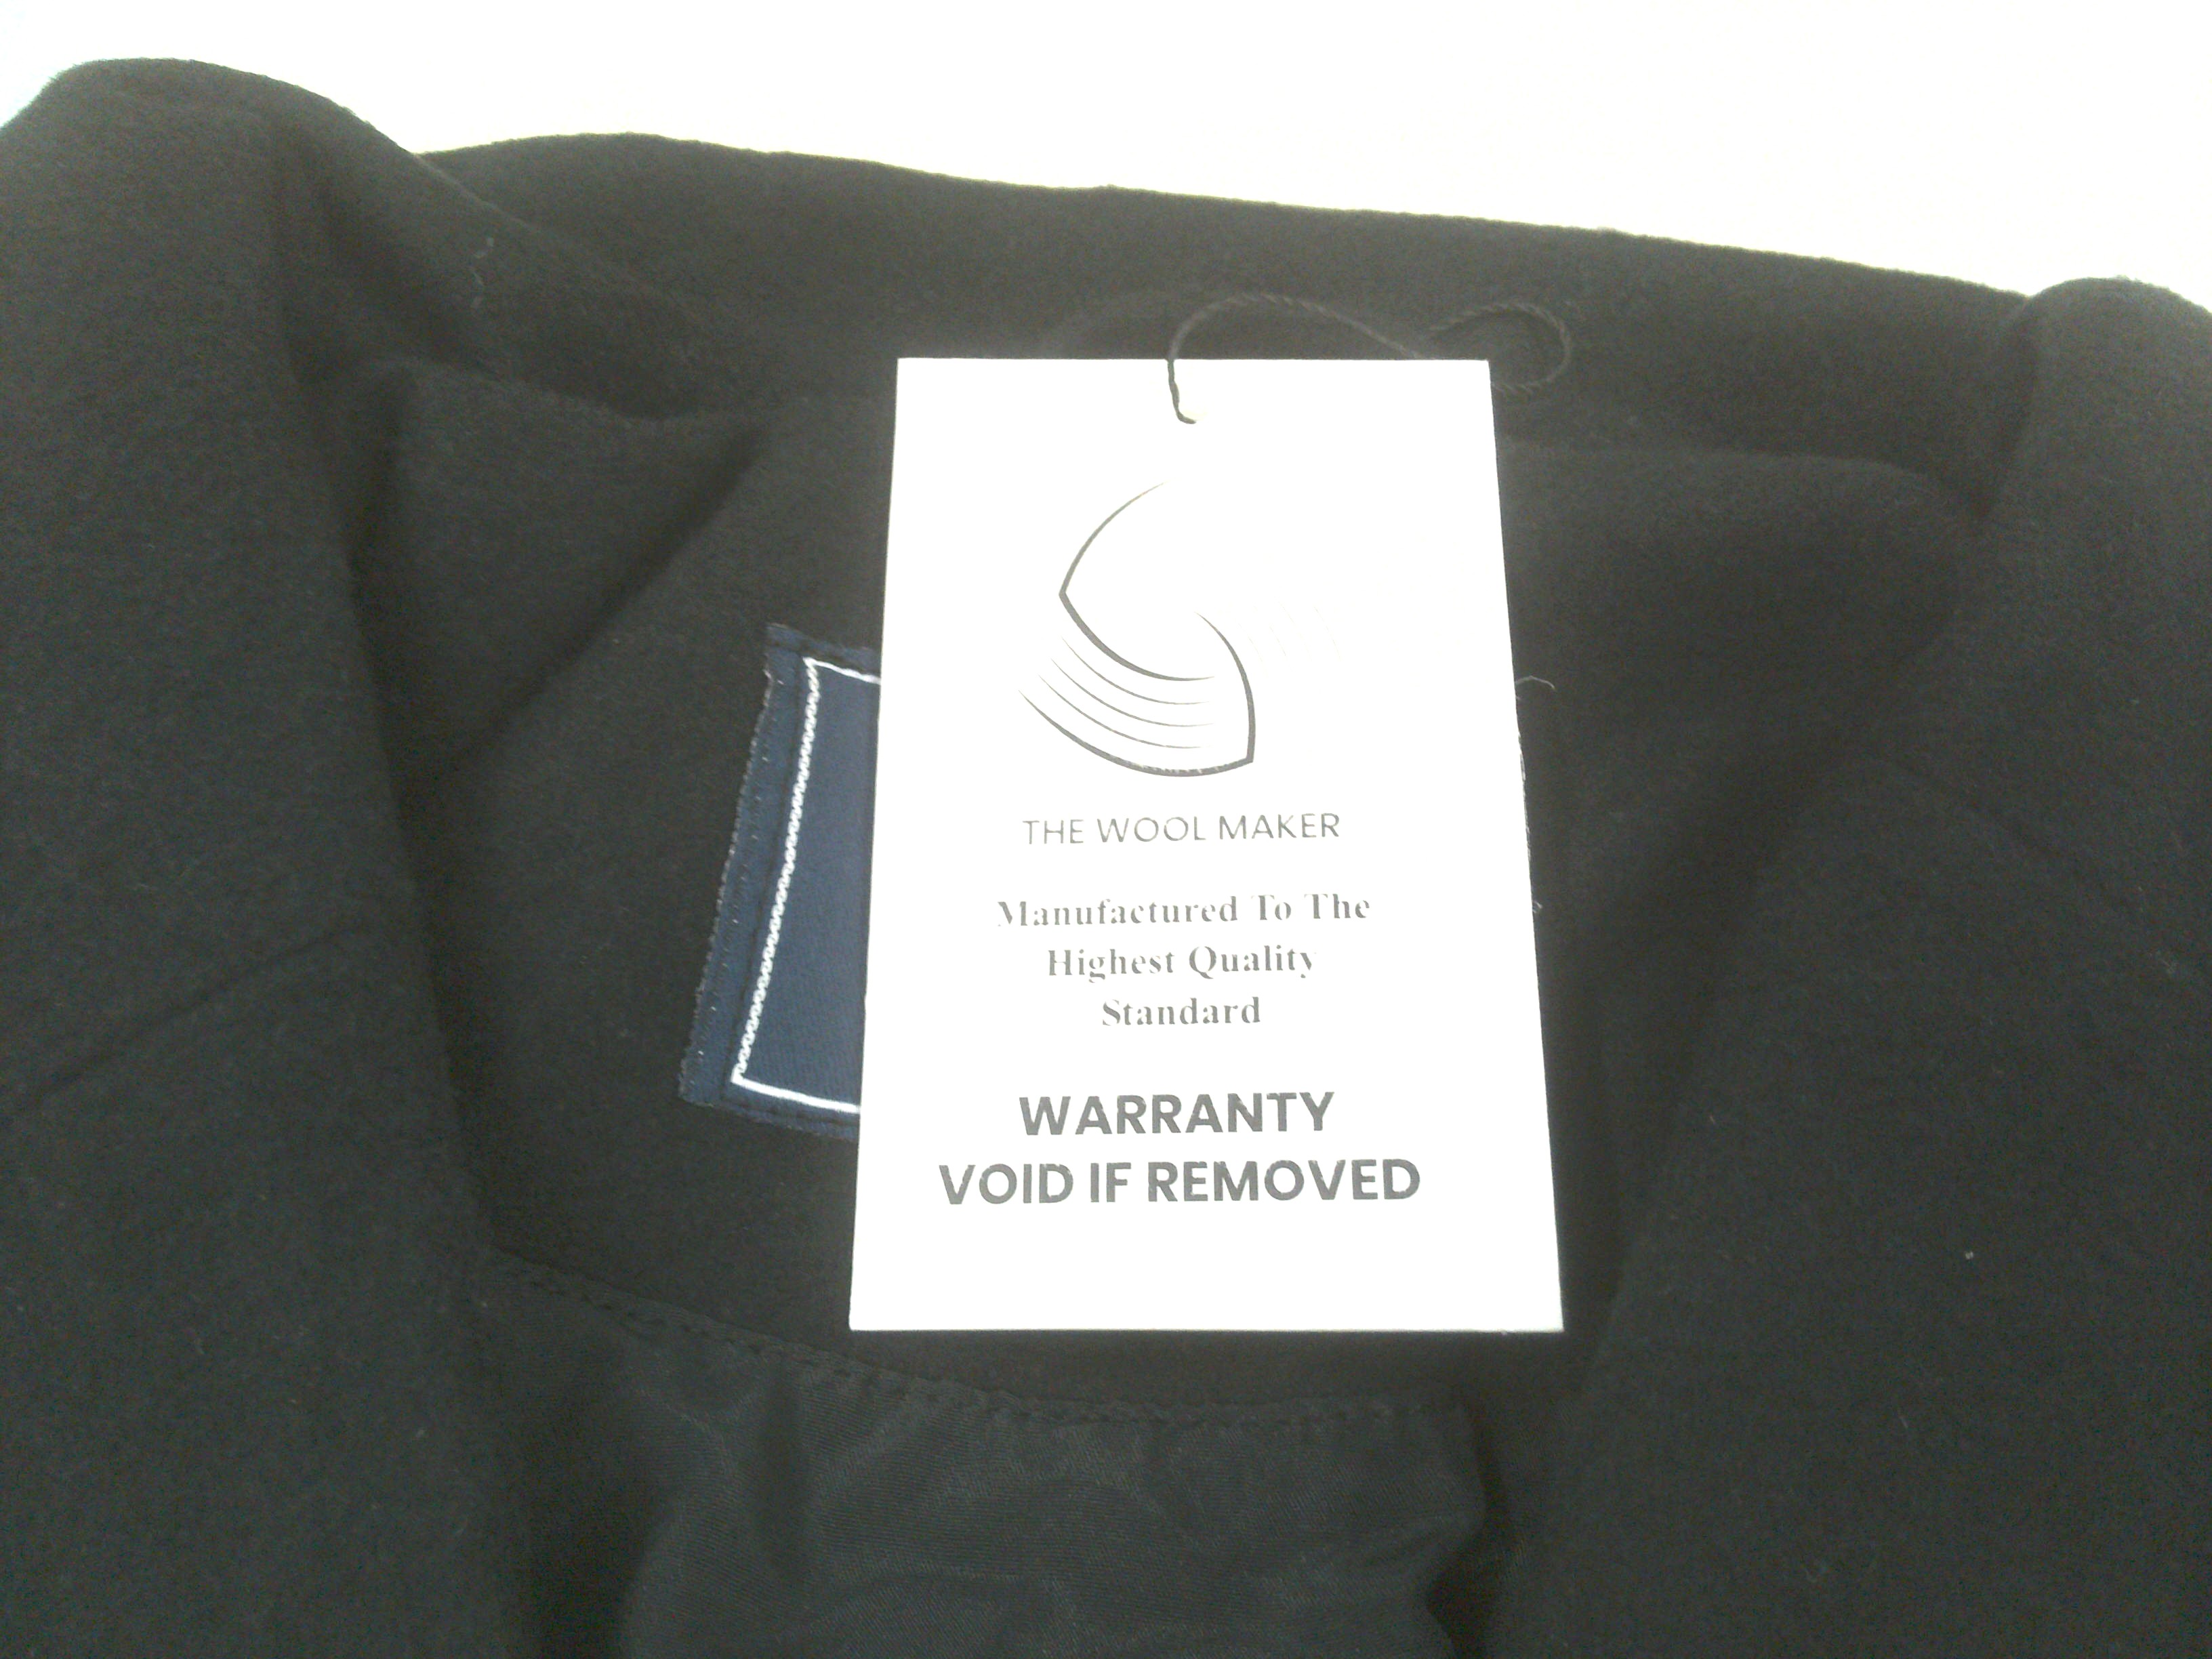 THE WOOL MAKER
Manufactured To The
Highest Quality
Standard
WARRANTY
VOID IF REMOVED